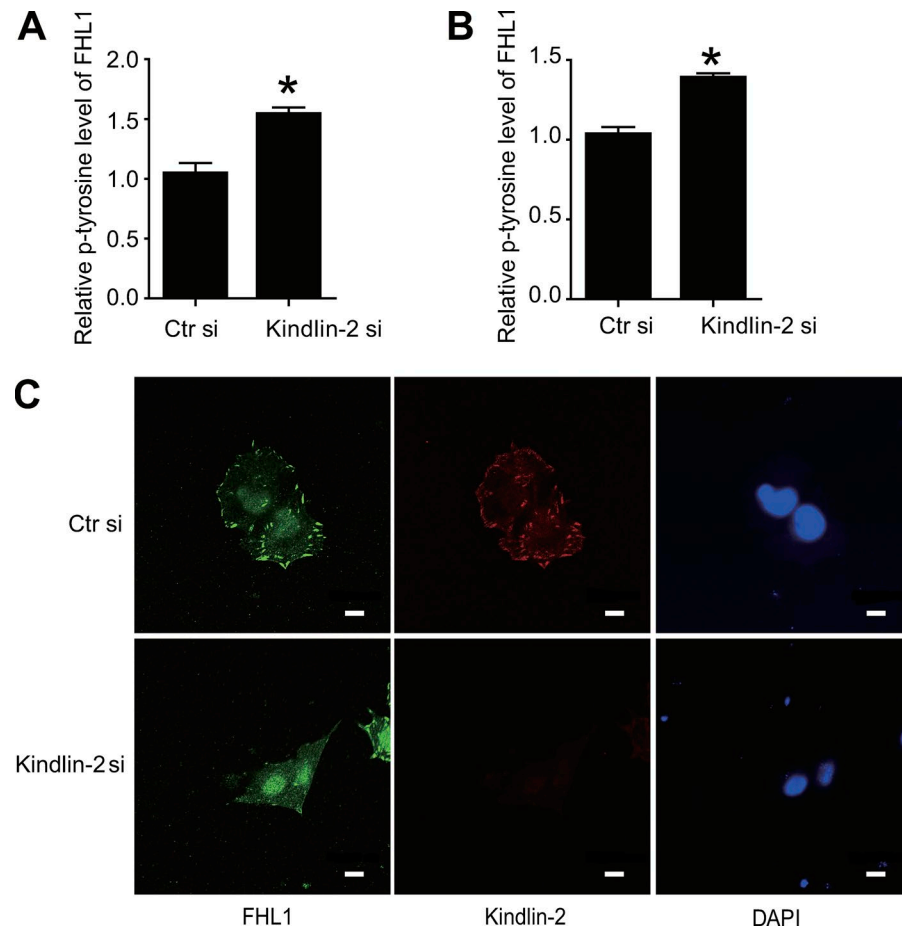 A
Relative p-tyrosine level of FHL1
2.0
1.5
1.0
0.5
0.0
*
Ctr si
Kindlin-2 si
B
Relative p-tyrosine level of FHL1
1.5
1.0
0.5
0.0
*
Ctr si
Kindlin-2 si
C
Ctr si
Kindlin-2 si
FHL1
Kindlin-2
DAPI